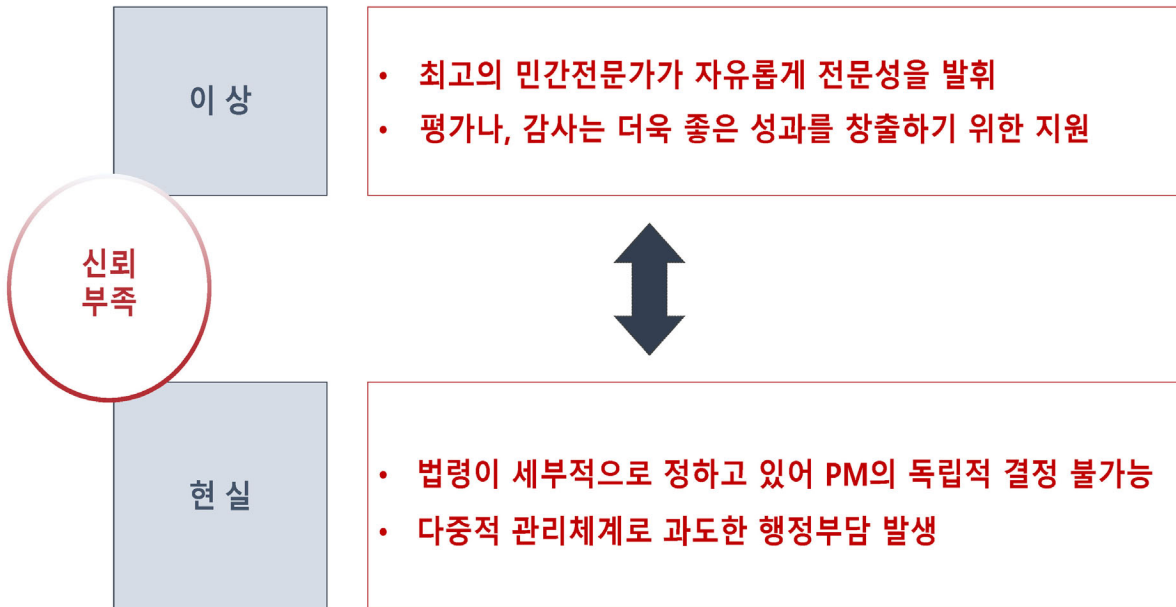 이 상
• 최고의 민간전문가가 자유롭게 전문성을 발휘
• 평가나, 감사는 더욱 좋은 성과를 창출하기 위한 지원
신뢰
부족
현 실
• 법령이 세부적으로 정하고 있어 PM의 독립적 결정 불가능
• 다중적 관리체계로 과도한 행정부담 발생